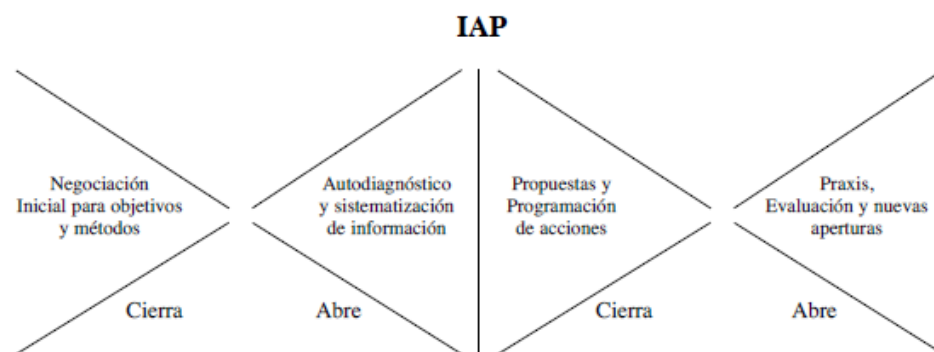 IAP
Negociación
Inicial para objetivos
y métodos
Autodiagnóstico
y sistematización
de información
Propuestas y
Programación
de acciones
Praxis,
Evaluación y nuevas
aperturas
Cierra
Abre
Cierra
Abre